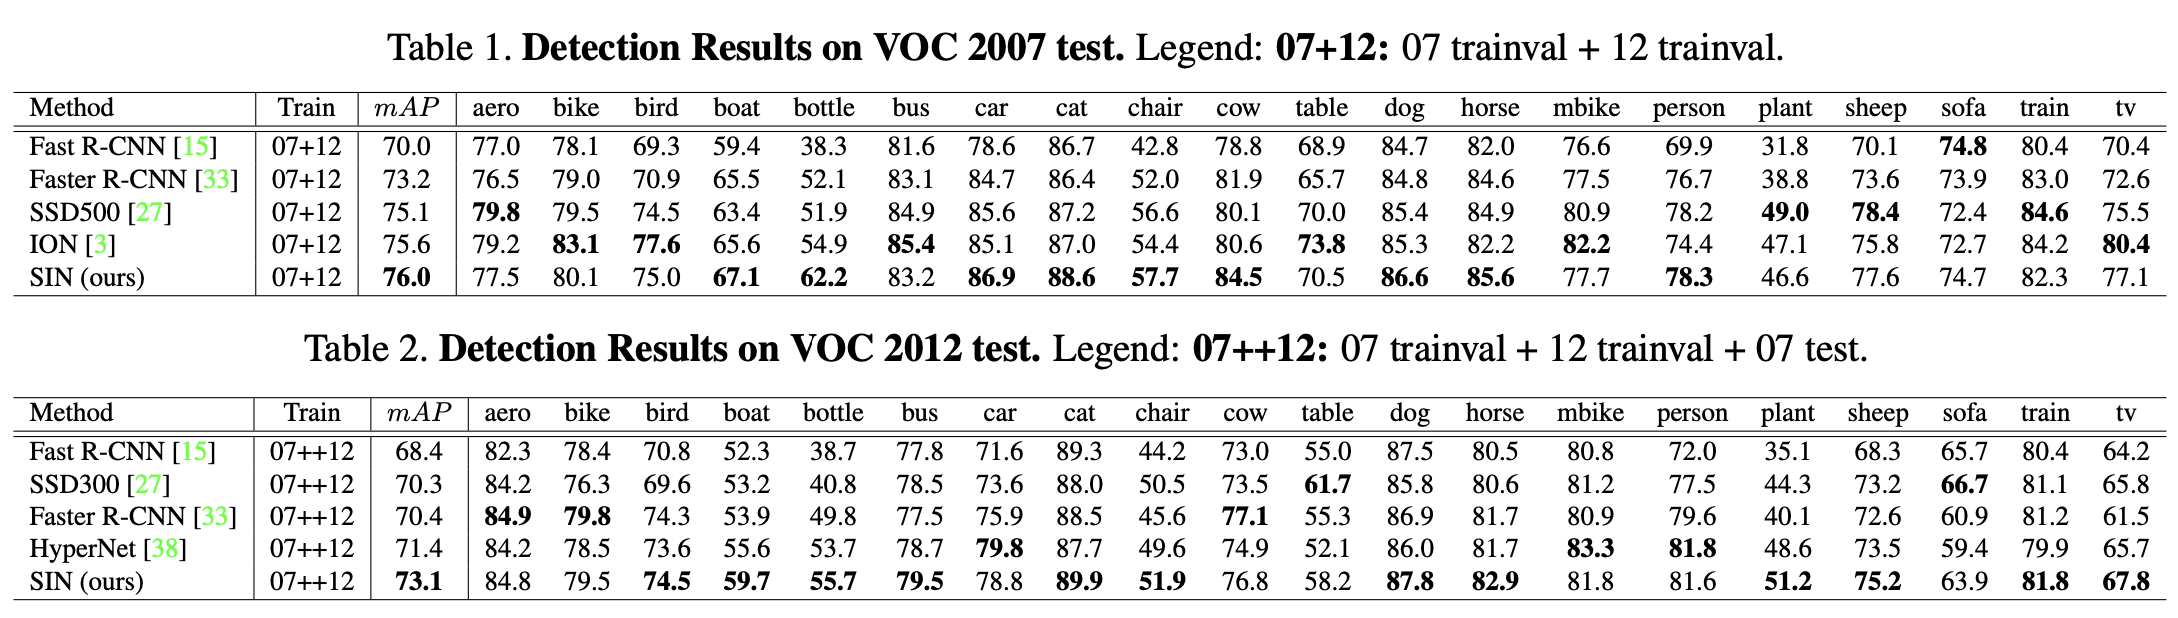 Table 1. Detection Results on VOC 2007 test. Legend: 07+12: 07 trainval + 12 trainval.
Method Train mAP aero bike bird boat bottle bus car cat chair cow table dog horse mbike person plant sheep sofa train tv
Fast R-CNN [15] 07+12 70.0 77.0 78.1 69.3 59.4 38.3 81.6 78.6 86.7 42.8 78.8 68.9 84.7 82.0 76.6 69.9 31.8 70.1 74.8 80.4 70.4
Faster R-CNN [33] 07+12 73.2 76.5 79.0 70.9 65.5 52.1 83.1 84.7 86.4 52.0 81.9 65.7 84.8 84.6 77.5 76.7 38.8 73.6 73.9 83.0 72.6
SSD500 [27] 07+12 75.1 79.8 79.5 74.5 63.4 51.9 84.9 85.6 87.2 56.6 80.1 70.0 85.4 84.9 80.9 78.2 49.0 78.4 72.4 84.6 75.5
ION [3] 07+12 75.6 79.2 83.1 77.6 65.6 54.9 85.4 85.1 87.0 54.4 80.6 73.8 85.3 82.2 82.2 74.4 47.1 75.8 72.7 84.2 80.4
SIN (ours) 07+12 76.0 77.5 80.1 75.0 67.1 62.2 83.2 86.9 88.6 57.7 84.5 70.5 86.6 85.6 77.7 78.3 46.6 77.6 74.7 82.3 77.1
Table 2. Detection Results on VOC 2012 test. Legend: 07++12: 07 trainval + 12 trainval + 07 test.
Method Train mAP aero bike bird boat bottle bus car cat chair cow table dog horse mbike person plant sheep sofa train tv
Fast R-CNN [15] 07++12 68.4 82.3 78.4 70.8 52.3 38.7 77.8 71.6 89.3 44.2 73.0 55.0 87.5 80.5 80.8 72.0 35.1 68.3 65.7 80.4 64.2
SSD300 [27] 07++12 70.3 84.2 76.3 69.6 53.2 40.8 78.5 73.6 88.0 50.5 73.5 61.7 85.8 80.6 81.2 77.5 44.3 73.2 66.7 81.1 65.8
Faster R-CNN [33] 07++12 70.4 84.9 79.8 74.3 53.9 49.8 77.5 75.9 88.5 45.6 77.1 55.3 86.9 81.7 80.9 79.6 40.1 72.6 60.9 81.2 61.5
HyperNet [38] 07++12 71.4 84.2 78.5 73.6 55.6 53.7 78.7 79.8 87.7 49.6 74.9 52.1 86.0 81.7 83.3 81.8 48.6 73.5 59.4 79.9 65.7
SIN (ours) 07++12 73.1 84.8 79.5 74.5 59.7 55.7 79.5 78.8 89.9 51.9 76.8 58.2 87.8 82.9 81.8 81.6 51.2 75.2 63.9 81.8 67.8